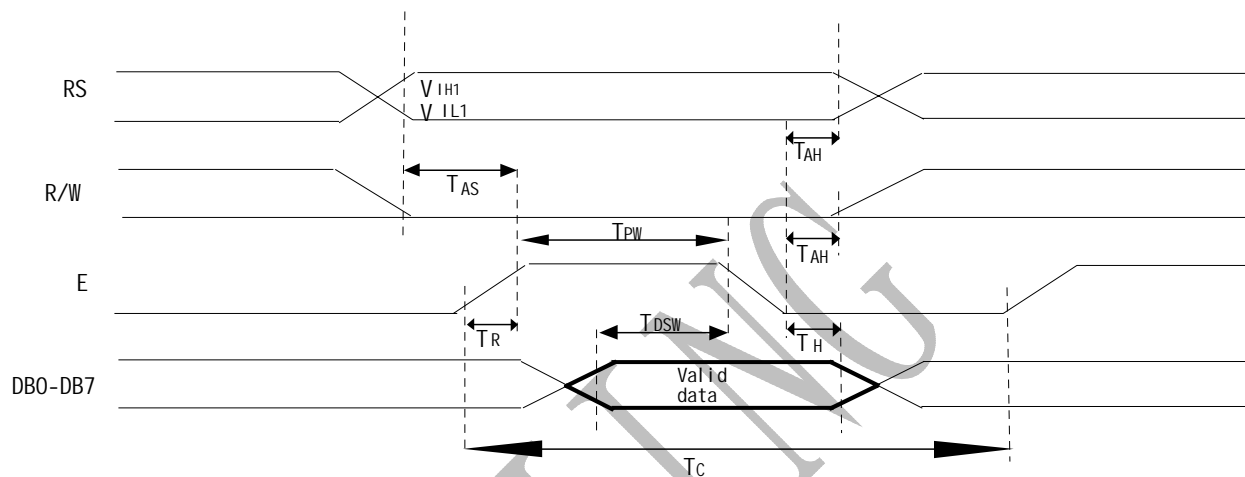 RS
VIH1
VIL1
TAH
TAS
R/W
TPW
TAH
E
TR
TDSW
TH
DB0-DB7
Valid
data
TC